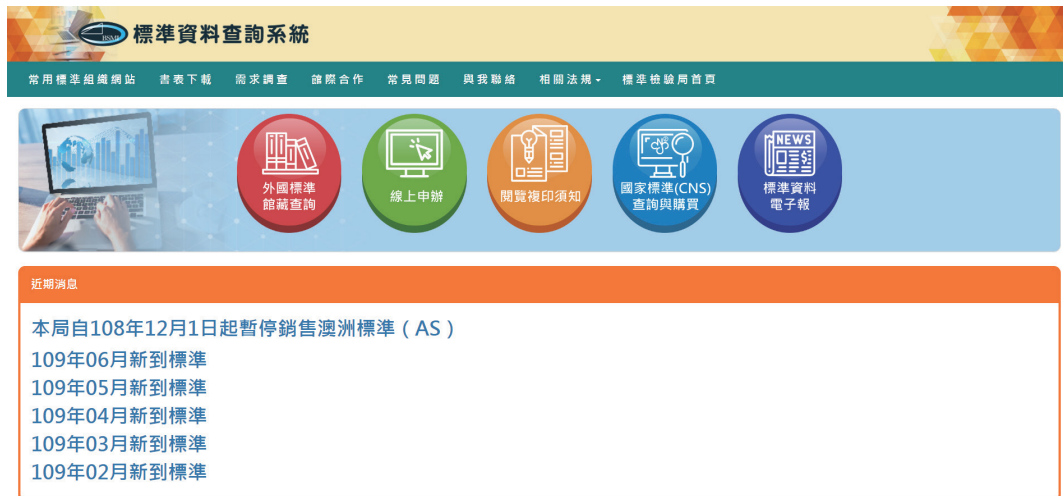 BSMI 標準資料查詢系統
常用標準組織網站 書表下載 需求調查 館際合作 常見問題 與我聯絡 相關法規 標準檢驗局首頁
外國標準
館藏查詢
線上申辦
閱覽複印須知
國家標準(CNS)
查詢與購買
NEWS
標準資料
電子報
近期消息
本局自108年12月1日起暫停銷售澳洲標準（AS）
109年06月新到標準
109年05月新到標準
109年04月新到標準
109年03月新到標準
109年02月新到標準